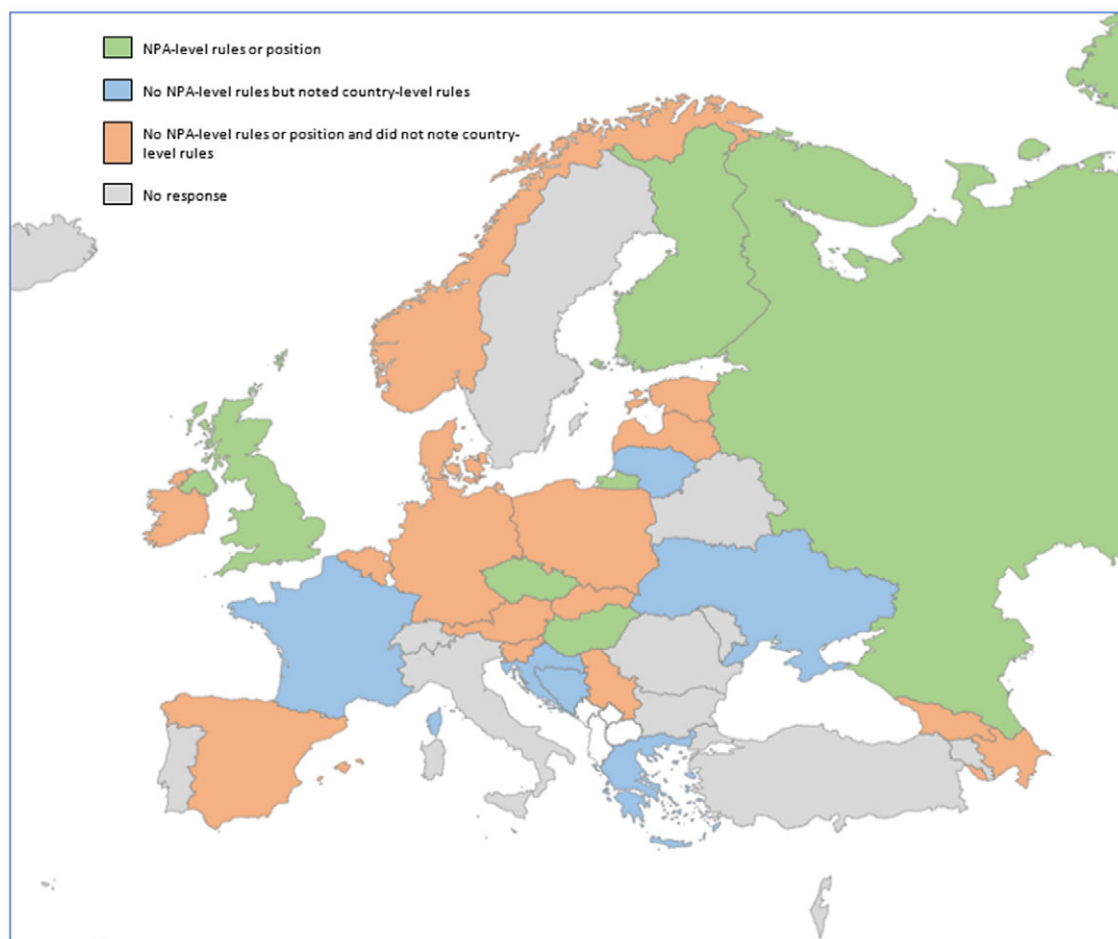 NPA-level rules or position
No NPA-level rules but noted country-level rules
No NPA-level rules or position and did not note country-
level rules
No response